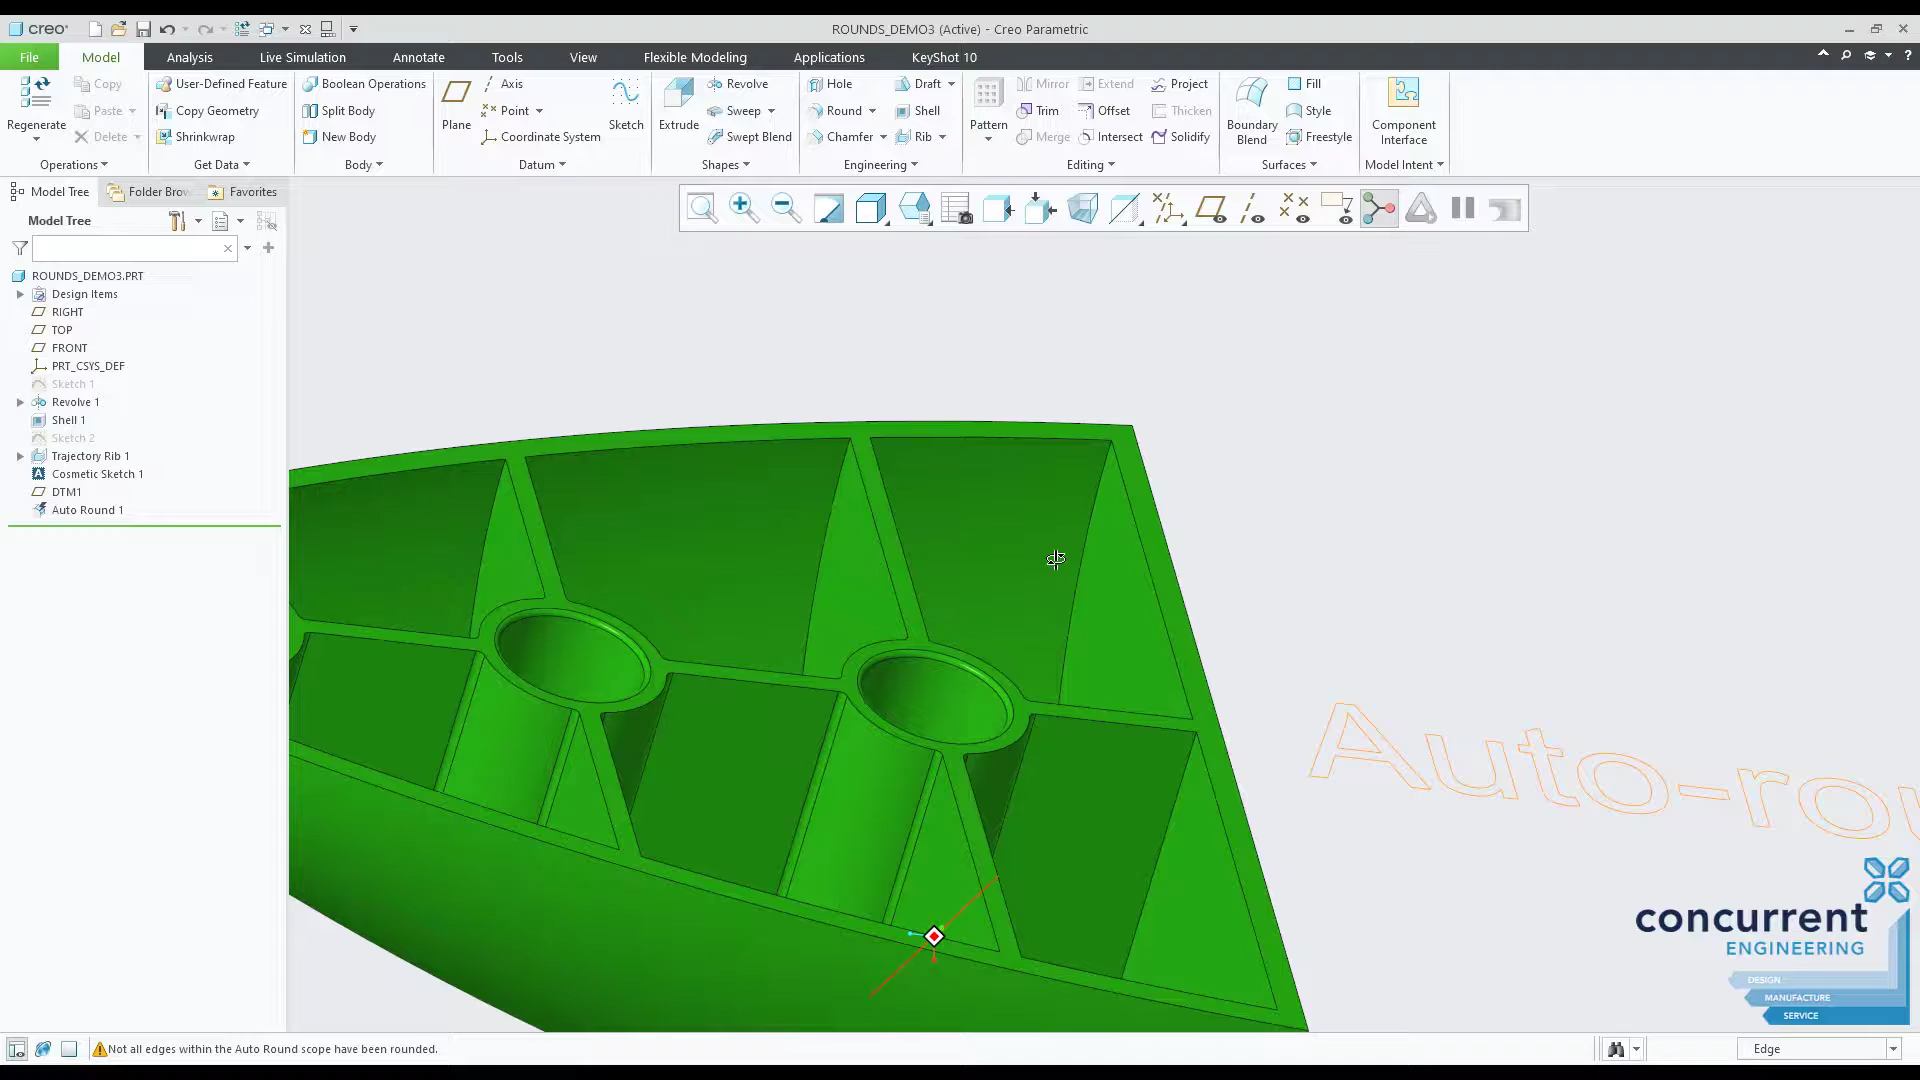 creo
ROUNDS_DEMO3 (Active) - Creo Parametric
File Model Analysis Live Simulation Annotate Tools View Flexible Modeling Applications KeyShot 10
Regenerate
Copy
Paste
Delete
Operations
User-Defined Feature
Copy Geometry
Shrinkwrap
Get Data
Boolean Operations
Split Body
New Body
Body
Plane
Axis
Point
Coordinate System
Sketch
Datum
Extrude
Revolve
Sweep
Swept Blend
Shapes
Hole
Round
Chamfer
Draft
Shell
Rib
Engineering
Pattern
Mirror
Trim
Merge
Extend
Offset
Intersect
Project
Thicken
Solidify
Editing
Boundary
Blend
Fill
Style
Freestyle
Surfaces
Component
Interface
Model Intent
Model Tree Folder Brow Favorites
Model Tree
ROUNDS_DEMO3.PRT
Design Items
RIGHT
TOP
FRONT
PRT_CSYS_DEF
Sketch 1
Revolve 1
Shell 1
Sketch 2
Trajectory Rib 1
Cosmetic Sketch 1
DTM1
Auto Round 1
Auto-rou
concurrent
ENGINEERING
DESIGN
MANUFACTURE
SERVICE
Not all edges within the Auto Round scope have been rounded.
Edge